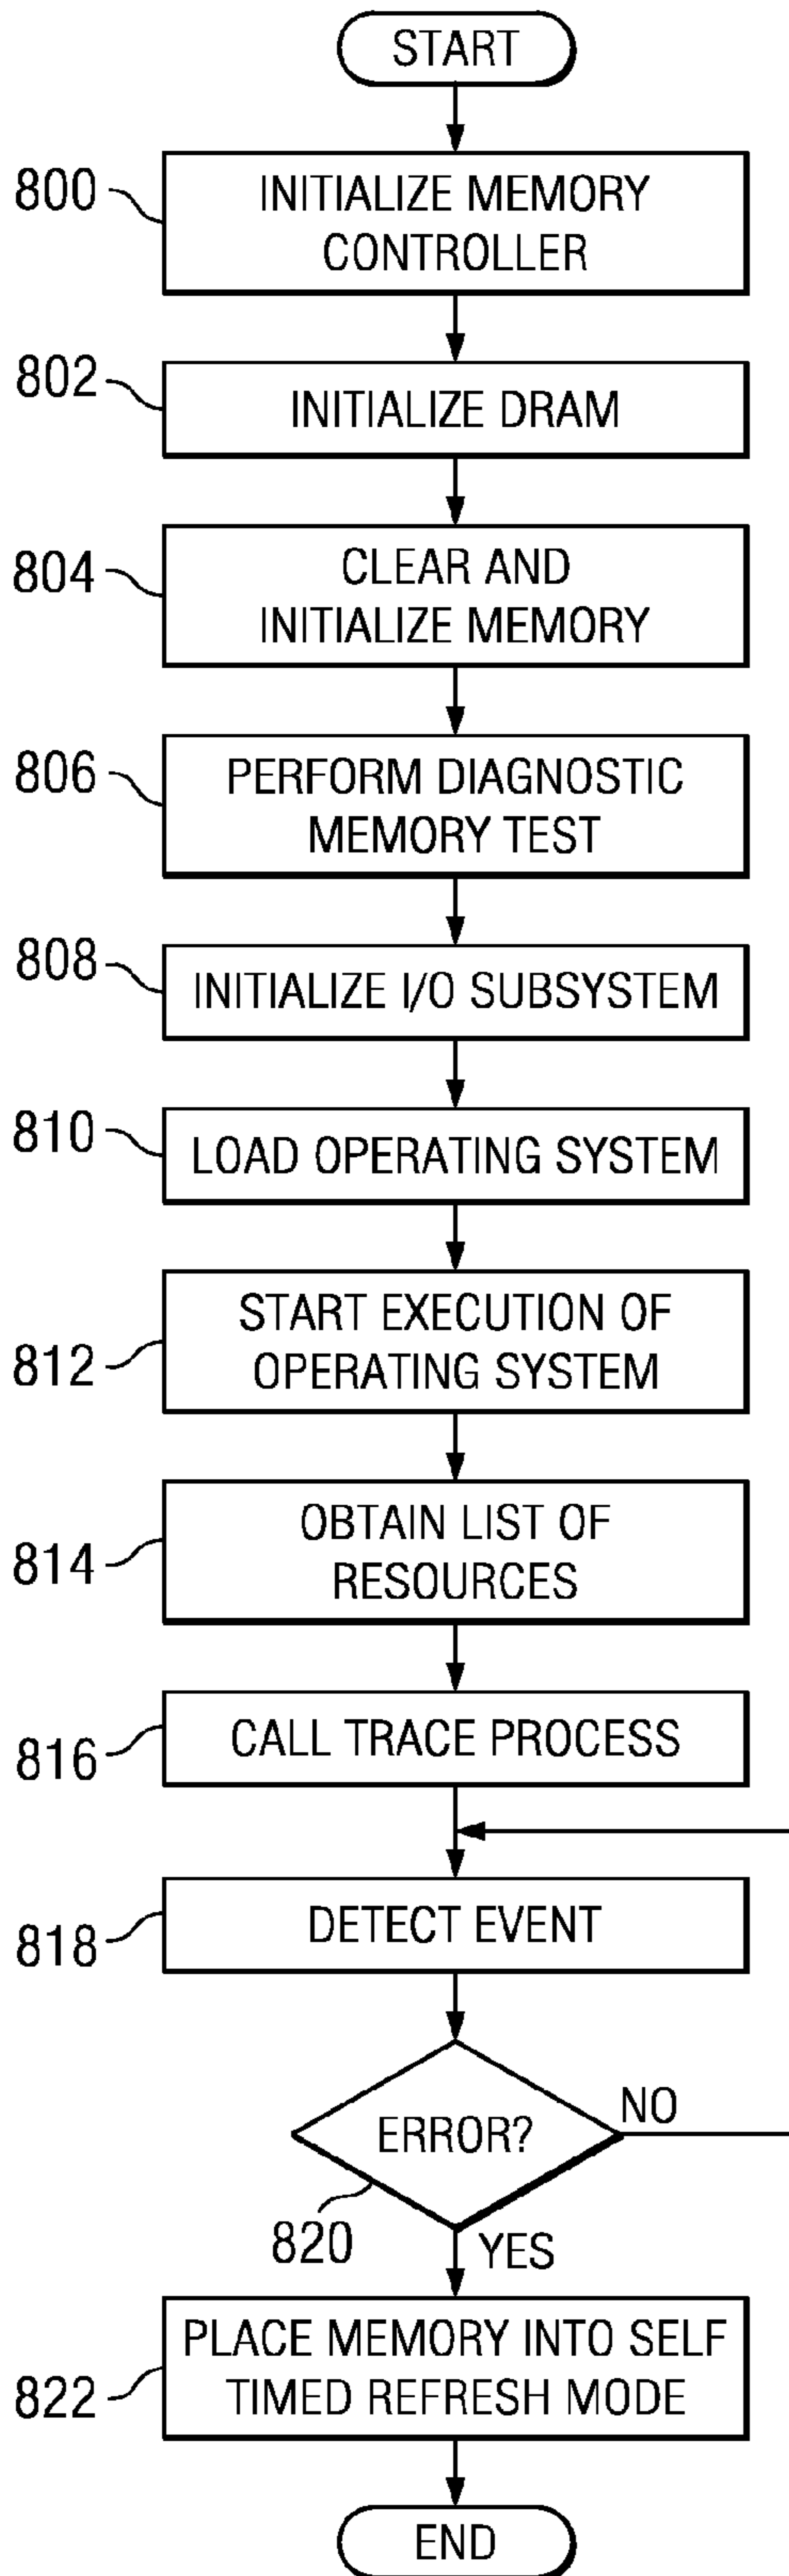 START
800
INITIALIZE MEMORY
CONTROLLER
802
INITIALIZE DRAM
804
CLEAR AND
INITIALIZE MEMORY
806
PERFORM DIAGNOSTIC
MEMORY TEST
808
INITIALIZE I/O SUBSYSTEM
810
LOAD OPERATING SYSTEM
812
START EXECUTION OF
OPERATING SYSTEM
814
OBTAIN LIST OF
RESOURCES
816
CALL TRACE PROCESS
818
DETECT EVENT
ERROR?
NO
820
YES
822
PLACE MEMORY INTO SELF
TIMED REFRESH MODE
END